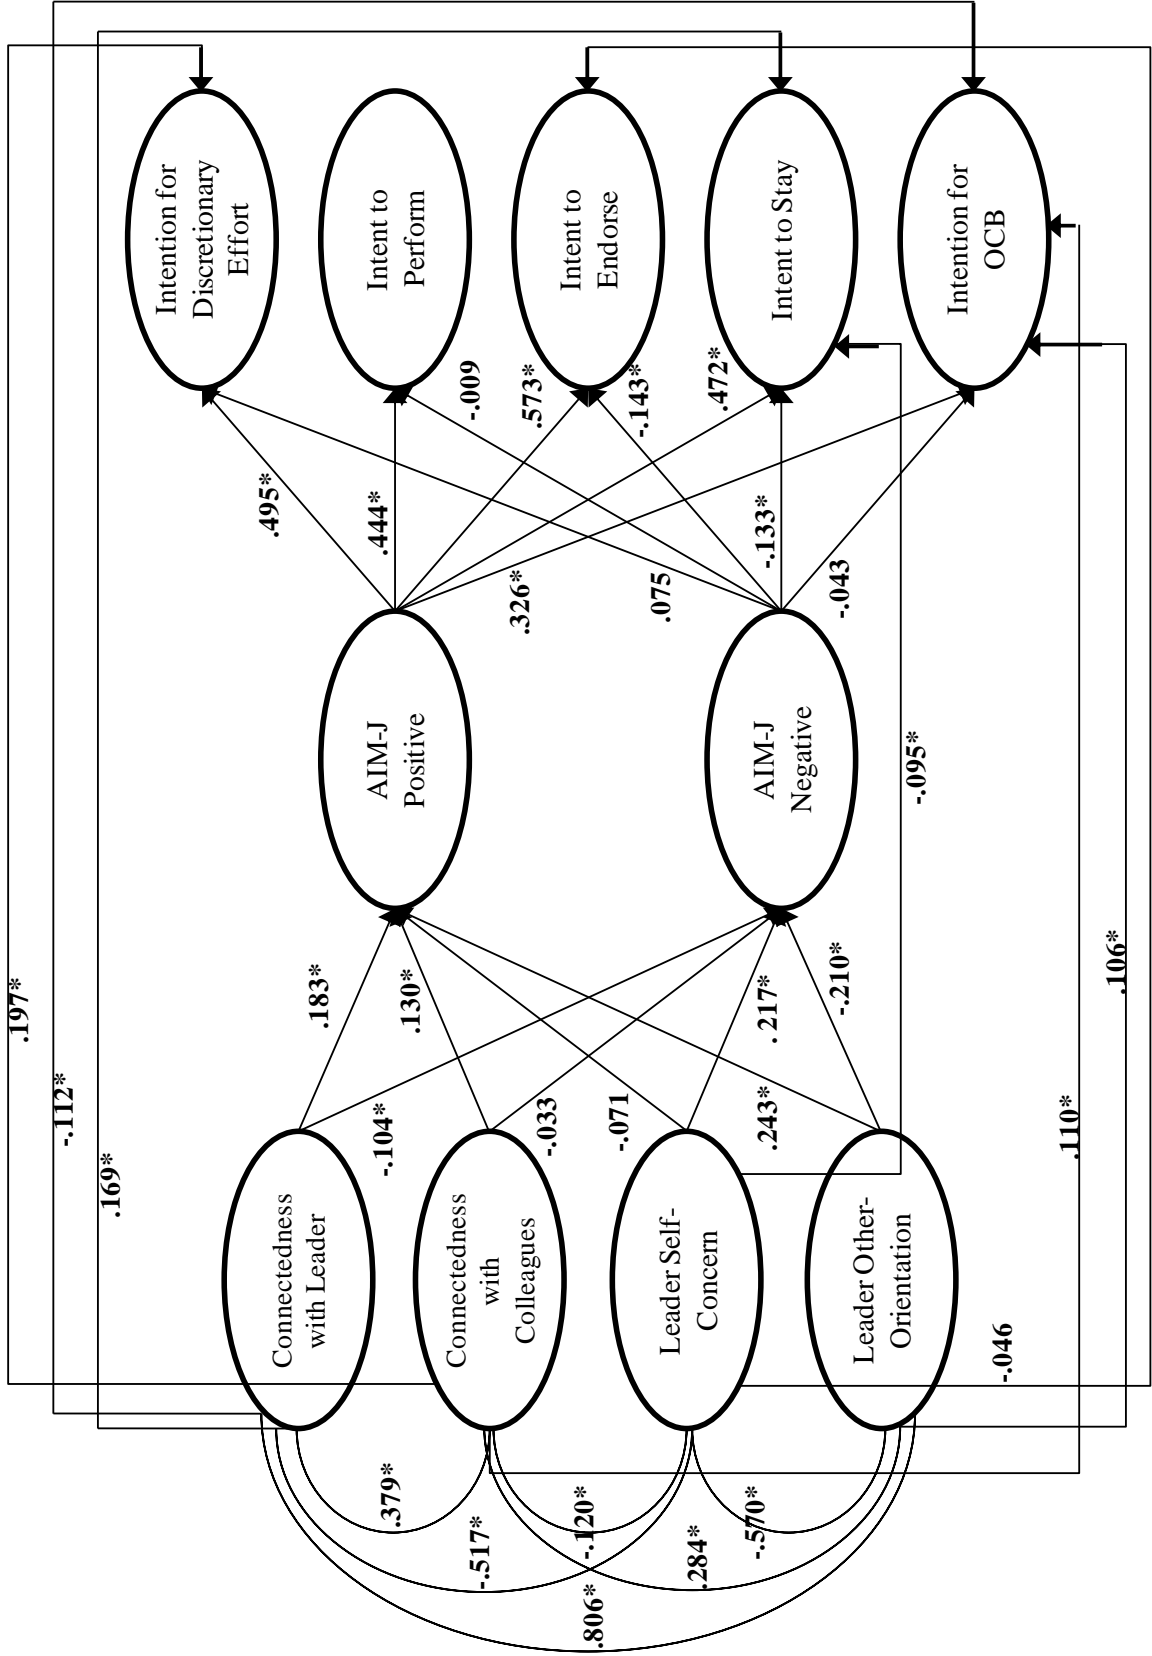 Connectedness
with Leader
Connectedness
with
Colleagues
Leader Self-
Concern
Leader Other-
Orientation
AIM-J
Positive
AIM-J
Negative
Intention for
Discretionary
Effort
Intent to
Perform
Intent to
Endorse
Intent to Stay
Intention for
OCB
.197*
-.112*
.169*
.183*
.130*
-.104*
-.033
-.071
.243*
.217*
-.210*
.495*
.444*
-.009
.573*
-.143*
.472*
.326*
.075
-.133*
-.043
-.095*
.106*
.110*
-.046
.379*
-.517*
-.120*
.284*
-.570*
.806*